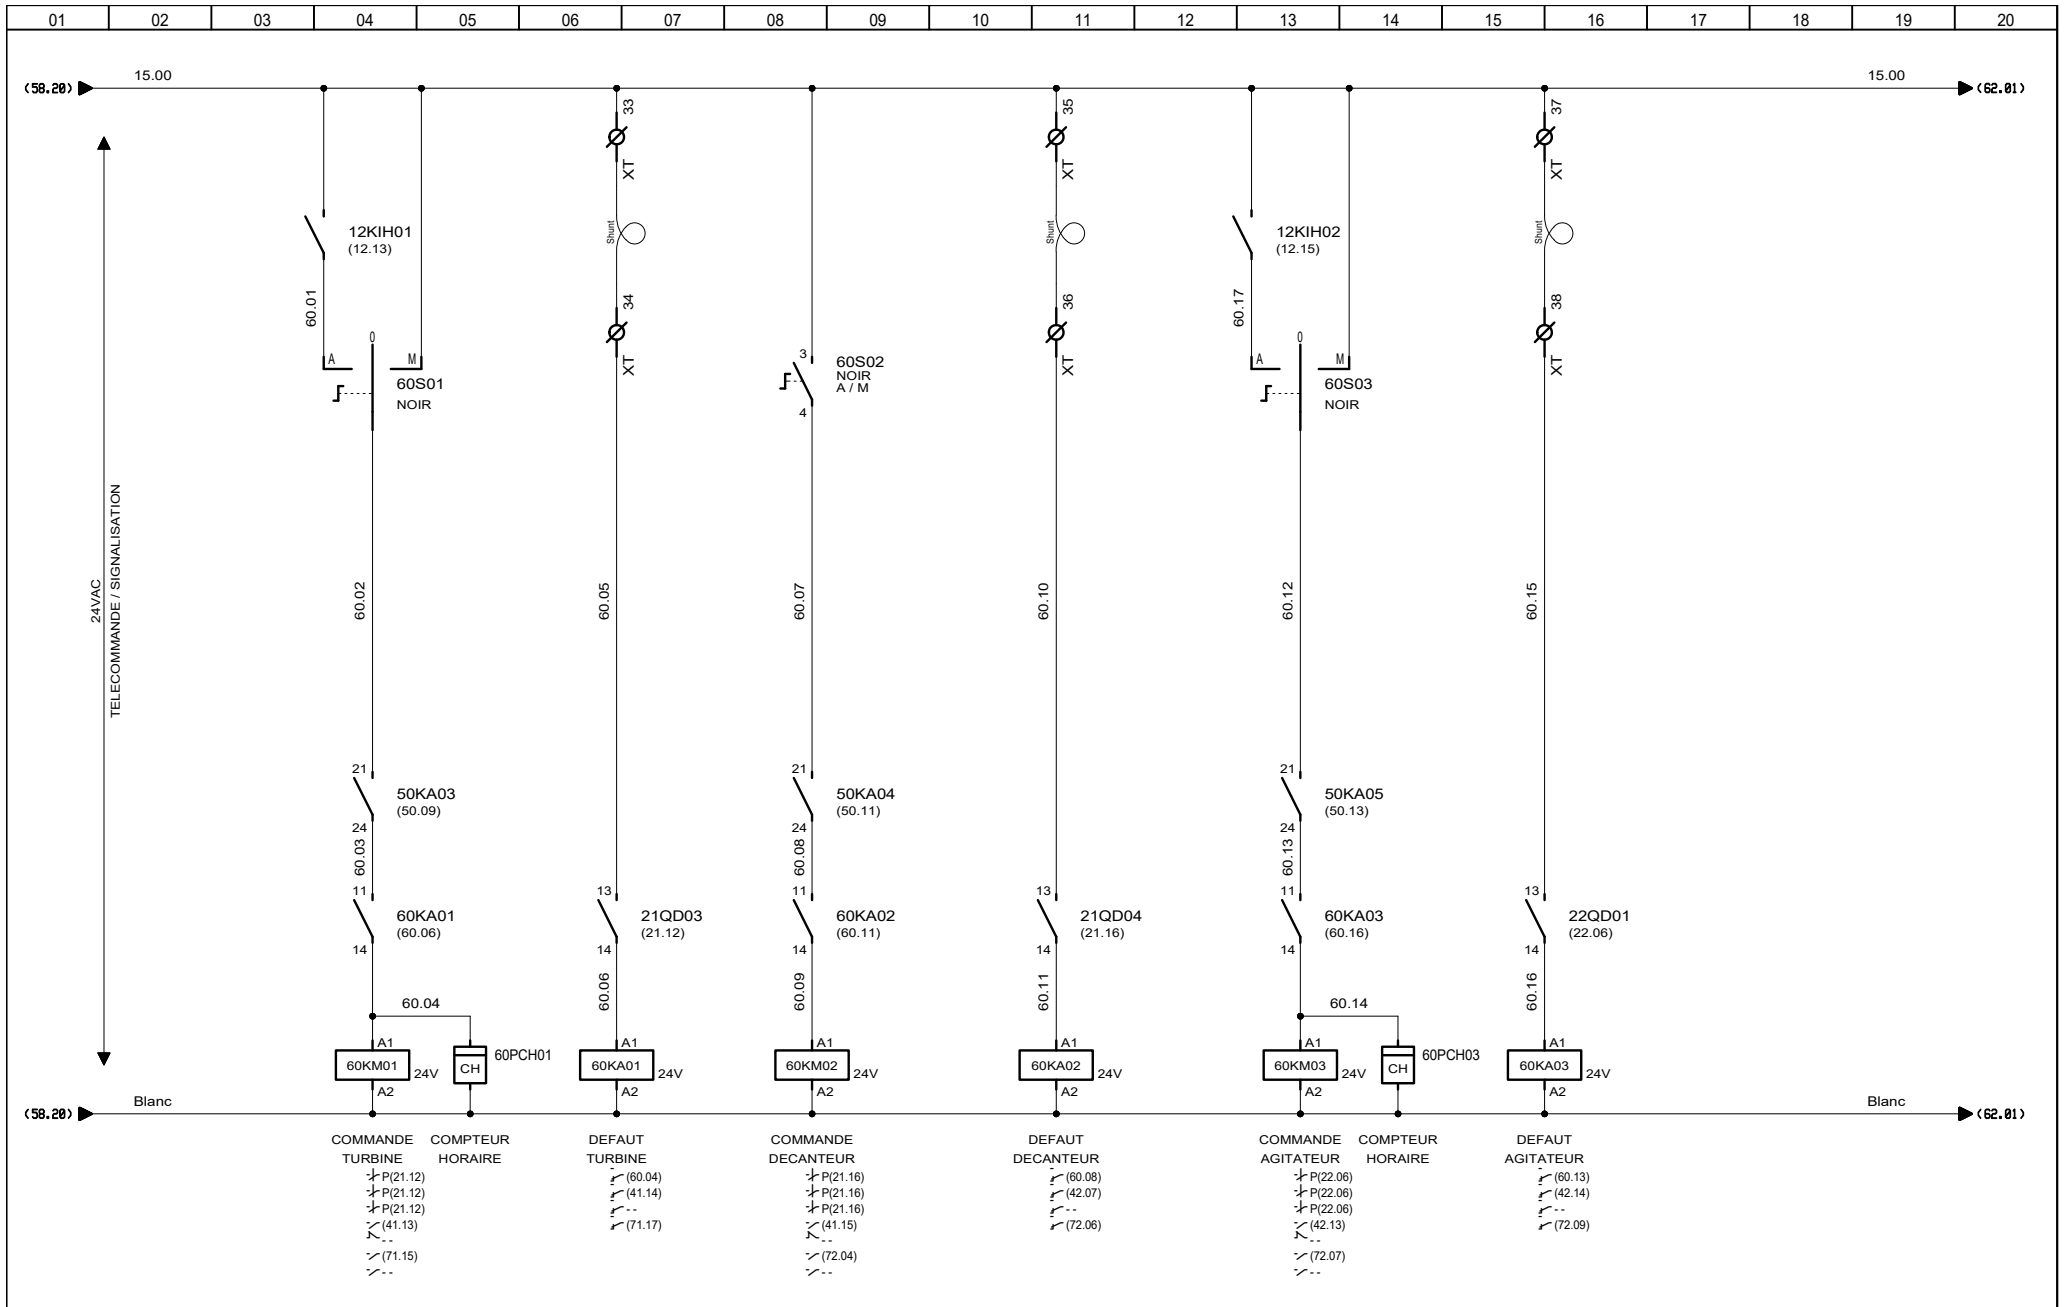 01 02 03 04 05 06 07 08 09 10 11 12 13 14 15 16 17 18 19 20
15.00 15.00
(58.20) (62.01)
33 35 37
XT XT XT
12KIH01 Shunt Shunt 12KIH02 Shunt
(12.13) (12.15)
60.01 34 36 60.17 38
XT XT XT
0 0
A M 3 60S02 A M
60S01 NOIR 60S03
NOIR A / M NOIR
4
24VAC
TELECOMMANDE / SIGNALISATION
60.02 60.05 60.07 60.10 60.12 60.15
21 21 21
50KA03 50KA04 50KA05
(50.09) (50.11) (50.13)
24 24 24
60.03 60.08 60.13
11 13 11 13 11 13
60KA01 21QD03 60KA02 21QD04 60KA03 22QD01
(60.06) (21.12) (60.11) (21.16) (60.16) (22.06)
14 14 14 14 14 14
60.04 60.06 60.09 60.11 60.14 60.16
A1 A1 A1 A1 A1 A1
60PCH01 60PCH03
60KM01 24V CH 60KA01 24V 60KM02 24V 60KA02 24V 60KM03 24V CH 60KA03 24V
A2 A2 A2 A2 A2 A2
Blanc Blanc
(58.20) (62.01)
COMMANDE COMPTEUR DEFAUT COMMANDE DEFAUT COMMANDE COMPTEUR DEFAUT
TURBINE HORAIRE TURBINE DECANTEUR DECANTEUR AGITATEUR HORAIRE AGITATEUR
P(21.12) (60.04) P(21.16) (60.08) P(22.06) (60.13)
P(21.12) (41.14) P(21.16) (42.07) P(22.06) (42.14)
P(21.12) -- P(21.16) -- P(22.06) --
(41.13) (71.17) (41.15) (72.06) (42.13) (72.09)
-- -- --
(71.15) (72.04) (72.07)
-- -- --